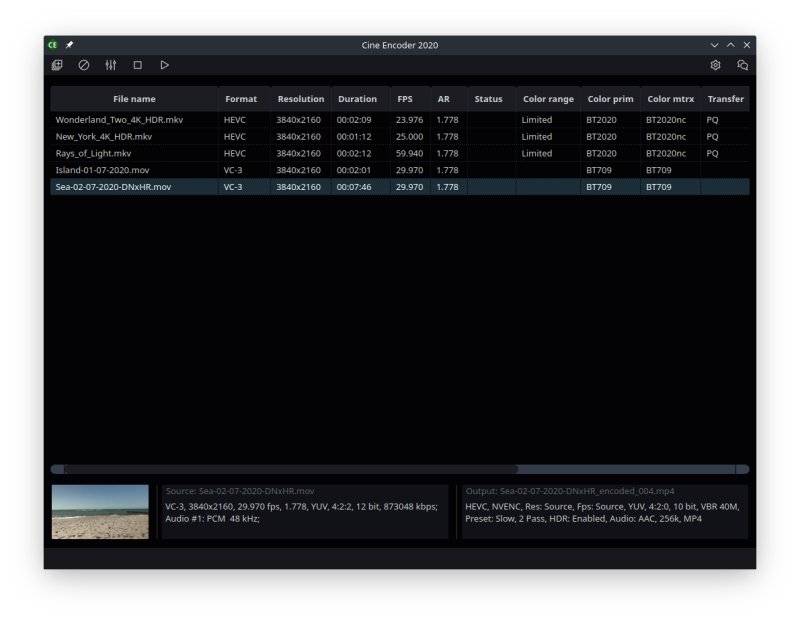 CE Cine Encoder 2020
File name Format Resolution Duration FPS AR Status Color range Color prim Color mtrx Transfer
Wonderland_Two_4K_HDR.mkv HEVC 3840x2160 00:02:09 23.976 1.778 Limited BT2020 BT2020nc PQ
New_York_4K_HDR.mkv HEVC 3840x2160 00:01:12 25.000 1.778 Limited BT2020 BT2020nc PQ
Rays_of_Light.mkv HEVC 3840x2160 00:02:12 59.940 1.778 Limited BT2020 BT2020nc PQ
Island-01-07-2020.mov VC-3 3840x2160 00:02:01 29.970 1.778 BT709 BT709
Sea-02-07-2020-DNxHR.mov VC-3 3840x2160 00:07:46 29.970 1.778 BT709 BT709
Source: Sea-02-07-2020-DNxHR.mov
VC-3, 3840x2160, 29.970 fps, 1.778, YUV, 4:2:2, 12 bit, 873048 kbps;
Audio #1: PCM 48 kHz;
Output: Sea-02-07-2020-DNxHR_encoded_004.mp4
HEVC, NVENC, Res: Source, Fps: Source, YUV, 4:2:0, 10 bit, VBR 40M,
Preset: Slow, 2 Pass, HDR: Enabled, Audio: AAC, 256k, MP4